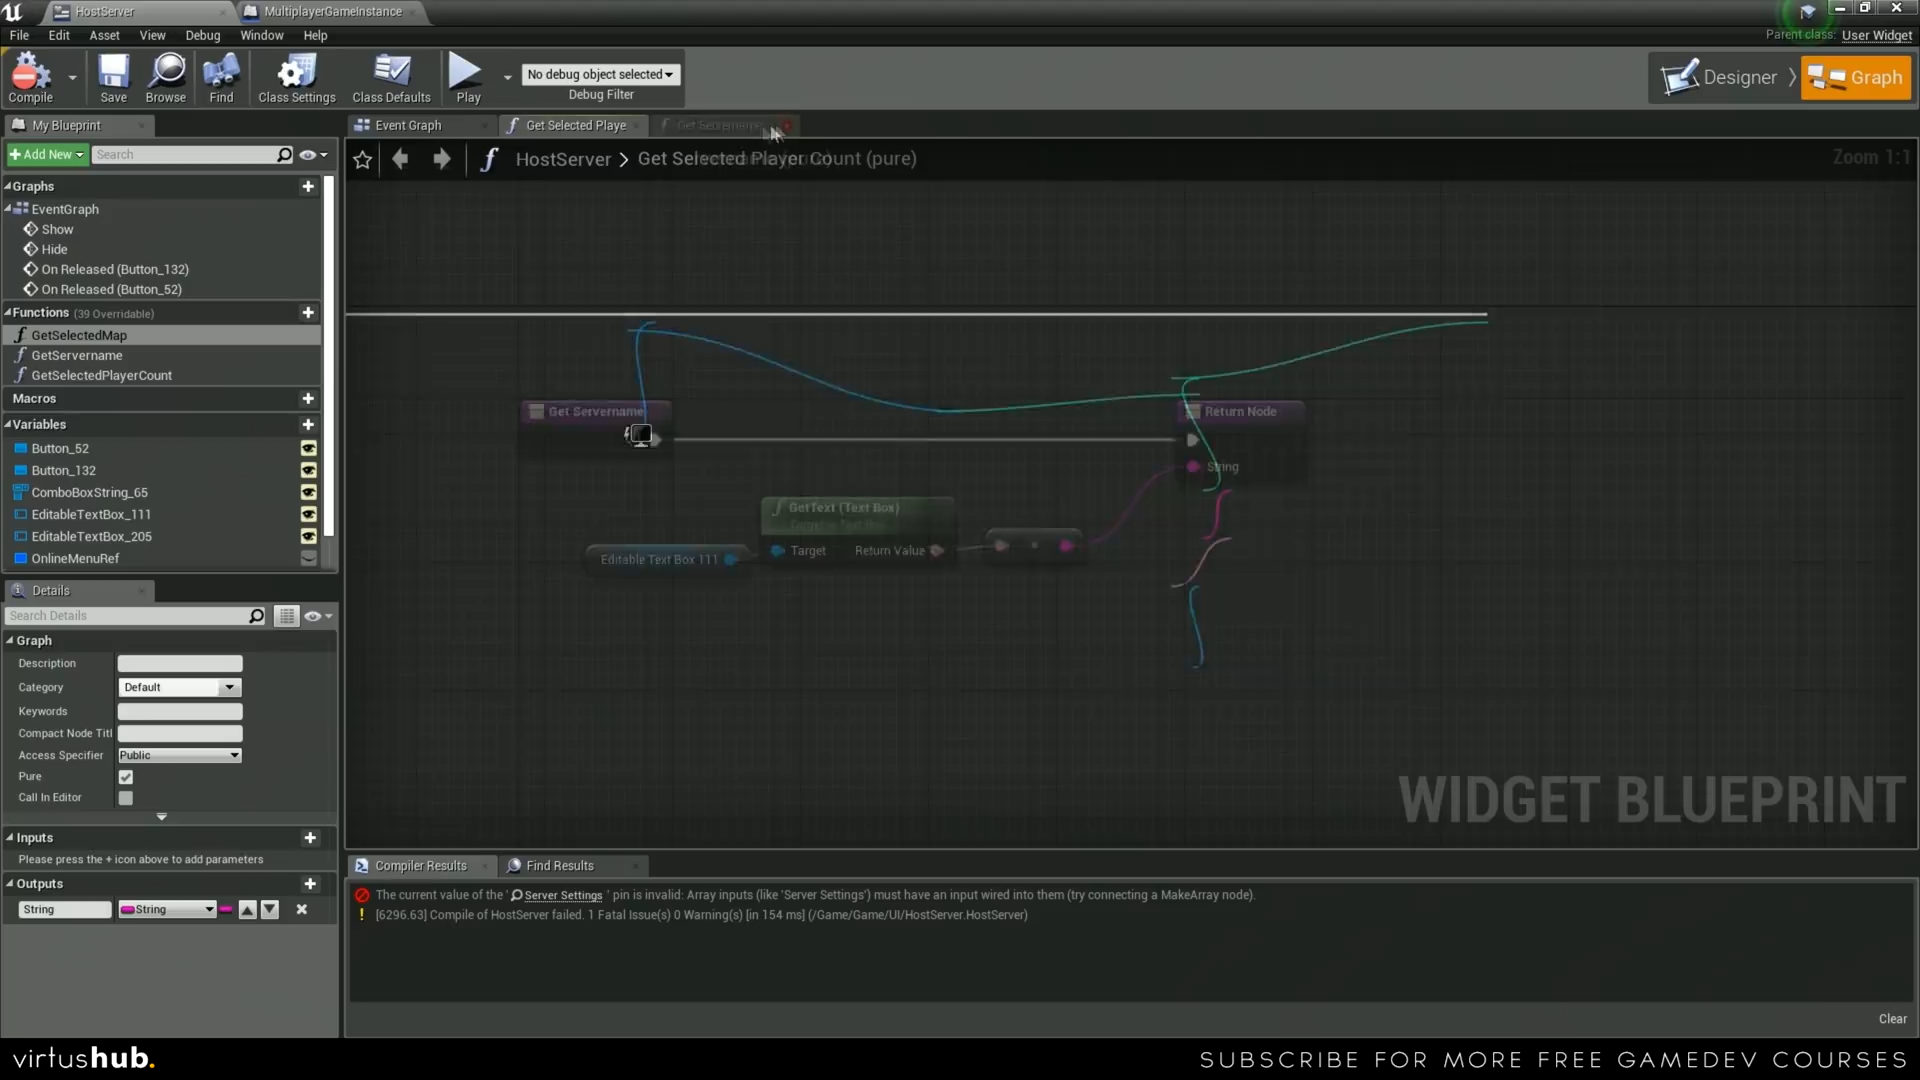 HostServer
MultiplayerGameInstance
File Edit Asset View Debug Window Help
Parent class: User Widget
Compile
Save
Browse
Find
Class Settings
Class Defaults
Play
No debug object selected
Debug Filter
Designer
Graph
My Blueprint
Event Graph
Get Selected Playe
Get Servername
+Add New
Search
HostServer > Get Selected Player Count (pure)
Zoom 1:1
Graphs
EventGraph
Show
Hide
On Released (Button_132)
On Released (Button_52)
Functions (39 Overridable)
GetSelectedMap
GetServername
GetSelectedPlayerCount
Macros
Variables
Button_52
Button_132
ComboBoxString_65
EditableTextBox_111
EditableTextBox_205
OnlineMenuRef
Get Servername
Return Node
String
GetText (Text Box)
Target
Return Value
Editable Text Box 111
WIDGET BLUEPRINT
Details
Search Details
Graph
Description
Category Default
Keywords
Compact Node Titl
Access Specifier Public
Pure
Call In Editor
Inputs
Please press the + icon above to add parameters
Outputs
String String
Compiler Results
Find Results
The current value of the ' Server Settings ' pin is invalid: Array inputs (like 'Server Settings') must have an input wired into them (try connecting a MakeArray node).
[6296.63] Compile of HostServer failed. 1 Fatal Issue(s) 0 Warning(s) [in 154 ms] (/Game/Game/UI/HostServer.HostServer)
Clear
virtushub.
SUBSCRIBE FOR MORE FREE GAMEDEV COURSES